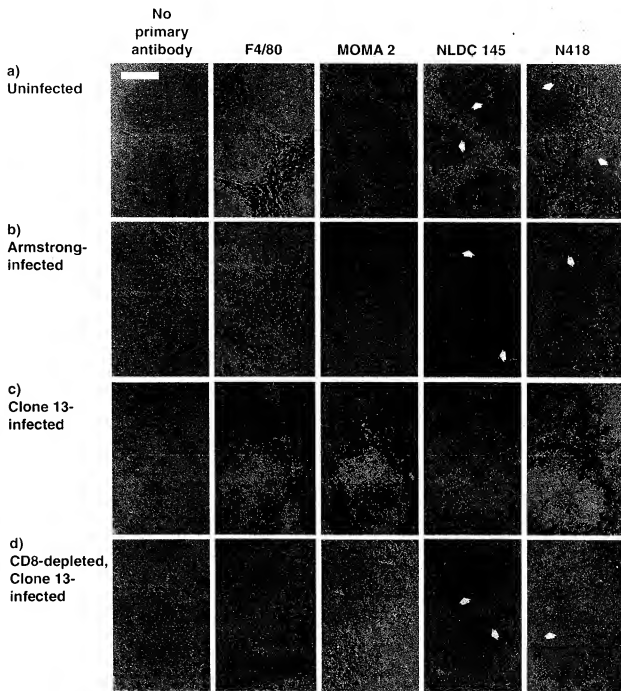 No
primary
antibody
F4/80
MOMA 2
NLDC 145
N418
a)
Uninfected
b)
Armstrong-
infected
c)
Clone 13-
infected
d)
CD8-depleted,
Clone 13-
infected